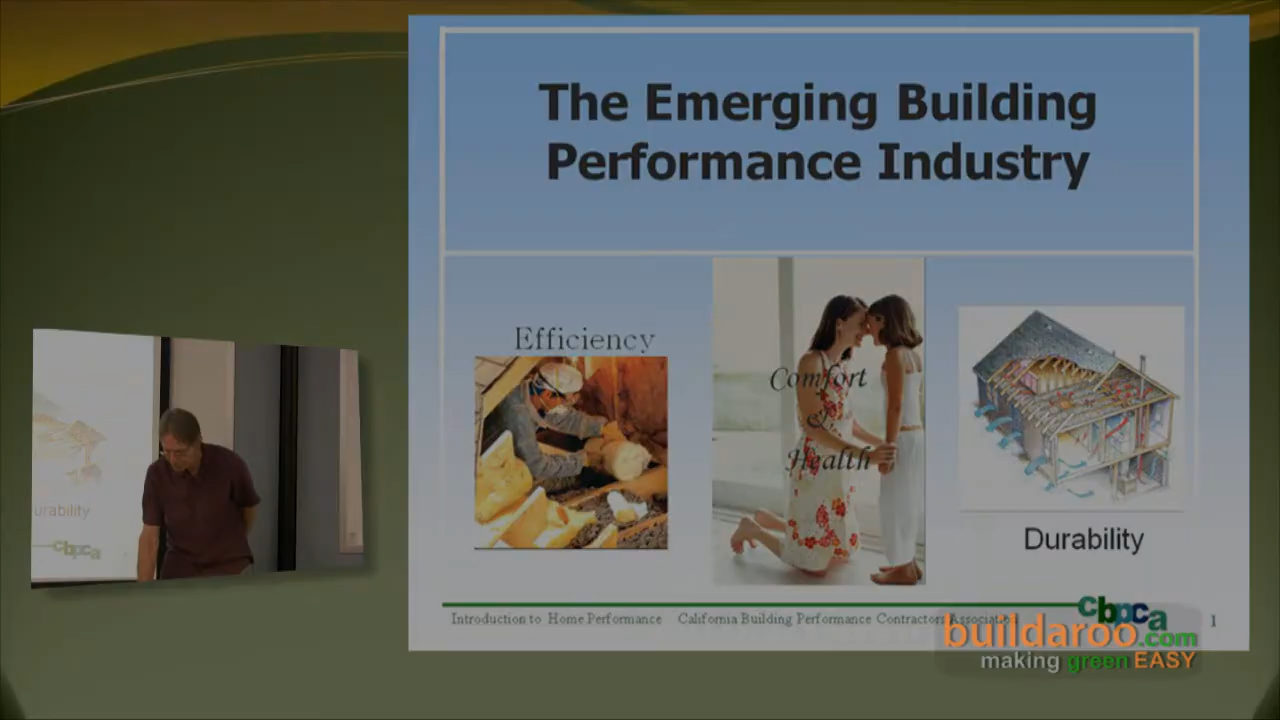 The Emerging Building
Performance Industry
Efficiency
Comfort
&
Health
Durability
urability
cbpca
Introduction to Home Performance
California Building Performance Contractors Association
cbpca
1
buildaroo.com
making green EASY